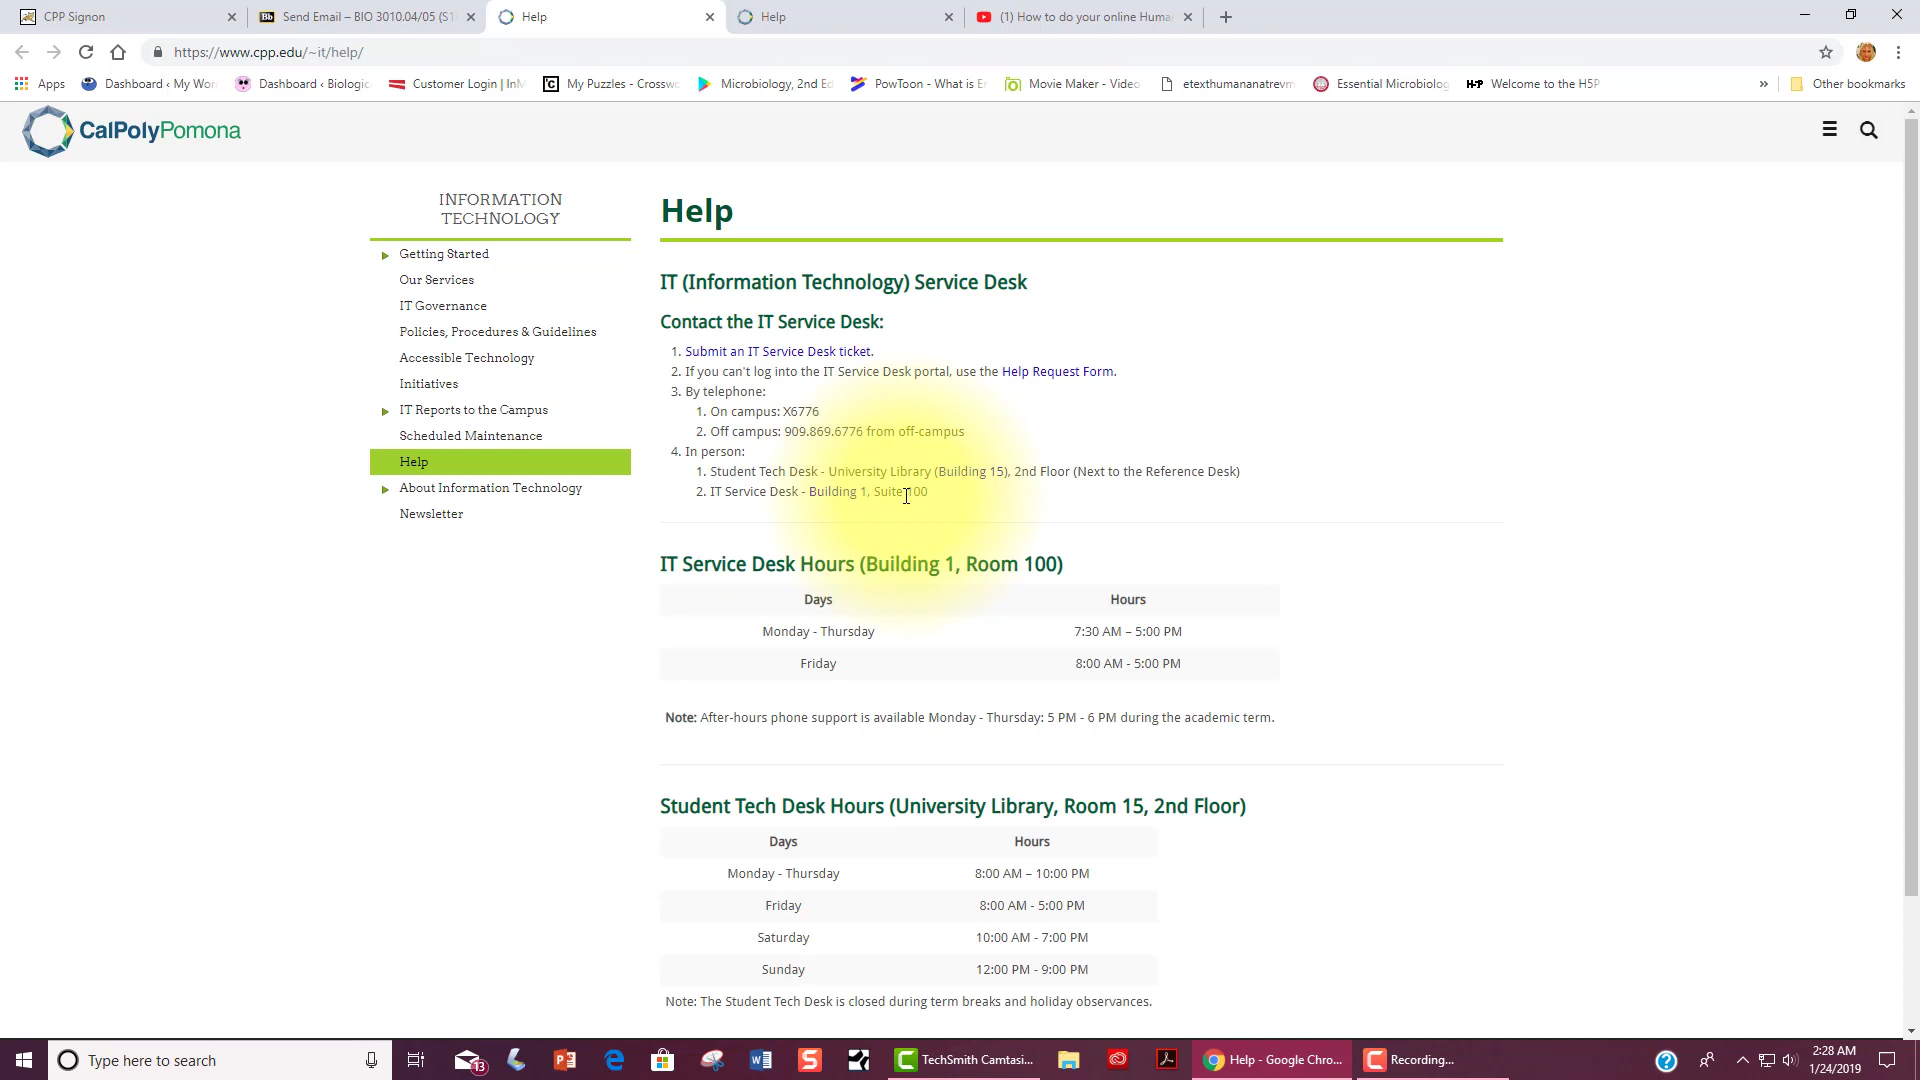 CPP Signon
Send Email – BIO 3010.04/05 (S1
Help
Help
(1) How to do your online Huma
https://www.cpp.edu/~it/help/
Apps
Dashboard ‹ My Wor
Dashboard ‹ Biologic
Customer Login | InM
My Puzzles - Crossw
Microbiology, 2nd Ed
PowToon - What is Er
Movie Maker - Video
etexthumananatrevm
Essential Microbiolog
H-P Welcome to the H5P
»
Other bookmarks
CalPolyPomona
INFORMATION
TECHNOLOGY
Getting Started
Our Services
IT Governance
Policies, Procedures & Guidelines
Accessible Technology
Initiatives
IT Reports to the Campus
Scheduled Maintenance
Help
About Information Technology
Newsletter
Help
IT (Information Technology) Service Desk
Contact the IT Service Desk:
1. Submit an IT Service Desk ticket.
2. If you can't log into the IT Service Desk portal, use the Help Request Form.
3. By telephone:
1. On campus: X6776
2. Off campus: 909.869.6776 from off-campus
4. In person:
1. Student Tech Desk - University Library (Building 15), 2nd Floor (Next to the Reference Desk)
2. IT Service Desk - Building 1, Suite 100
IT Service Desk Hours (Building 1, Room 100)
Days Hours
Monday - Thursday 7:30 AM – 5:00 PM
Friday 8:00 AM - 5:00 PM
Note: After-hours phone support is available Monday - Thursday: 5 PM - 6 PM during the academic term.
Student Tech Desk Hours (University Library, Room 15, 2nd Floor)
Days Hours
Monday - Thursday 8:00 AM – 10:00 PM
Friday 8:00 AM - 5:00 PM
Saturday 10:00 AM - 7:00 PM
Sunday 12:00 PM - 9:00 PM
Note: The Student Tech Desk is closed during term breaks and holiday observances.
Type here to search
13
TechSmith Camtasi...
Help - Google Chro...
Recording...
2:28 AM
1/24/2019